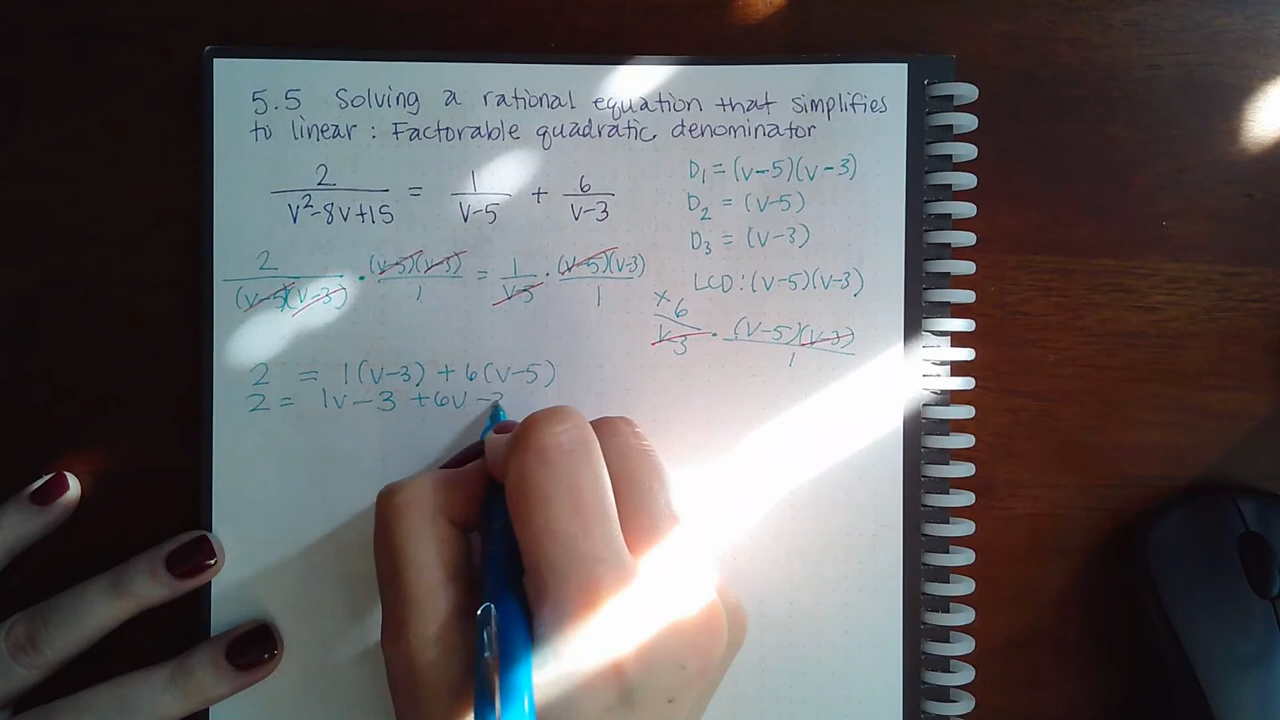 5.5 Solving a rational equation that simplifies
to linear : Factorable quadratic denominator
2/(v²-8v+15) = 1/(v-5) + 6/(v-3)
D₁ = (v-5)(v-3)
D₂ = (v-5)
D₃ = (v-3)
LCD : (v-5)(v-3)
2/((v-5)(v-3)) · (v-5)(v-3)/1 = 1/(v-5) · (v-5)(v-3)/1
+ 6/(v-3) · (v-5)(v-3)/1
2 = 1(v-3) + 6(v-5)
2 = 1v - 3 + 6v -